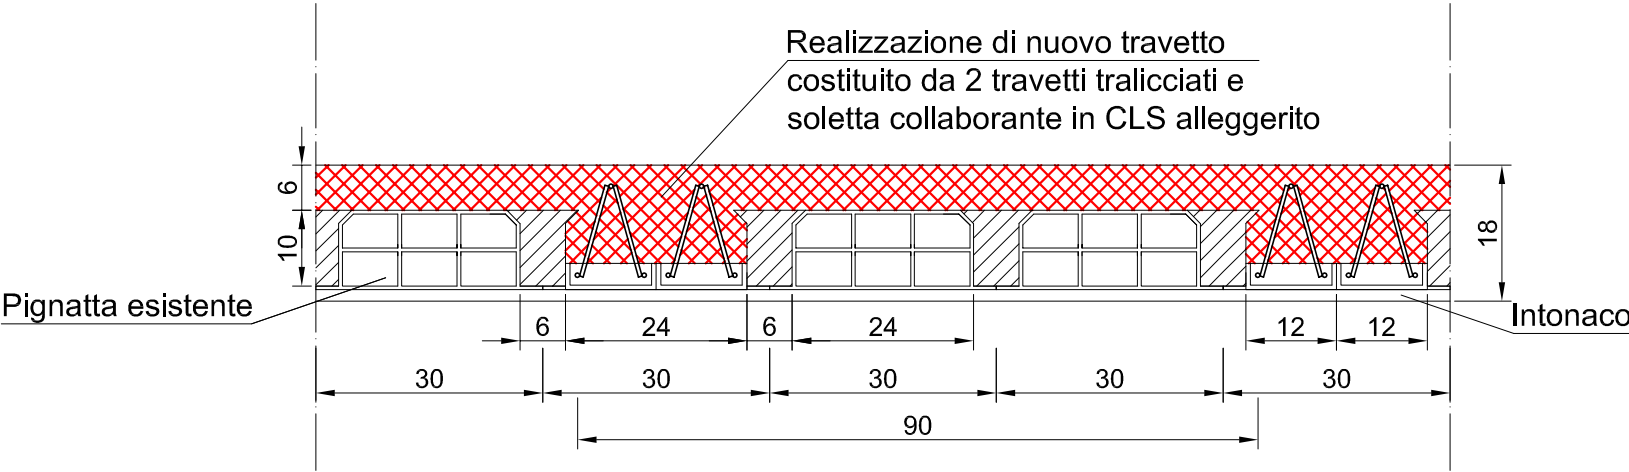 Realizzazione di nuovo travetto
costituito da 2 travetti tralicciati e
soletta collaborante in CLS alleggerito
6
10
18
Pignatta esistente
Intonaco
6 24 6 24 12 12
30 30 30 30 30
90